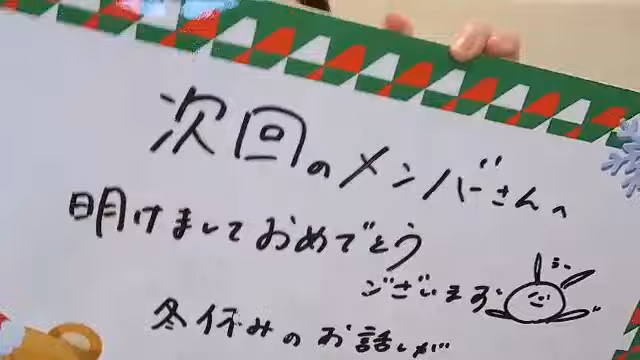 次回のメンバーさんへ
明けましておめでとう
ございます
冬休みのお話しが